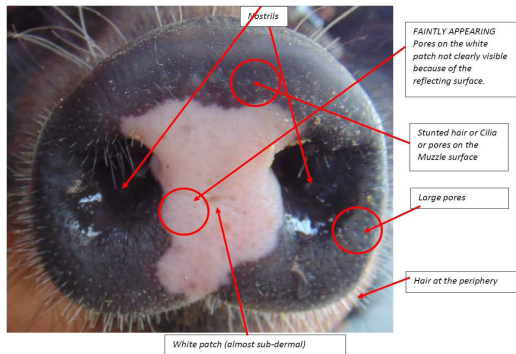 Nostrils
FAINTLY APPEARING
Pores on the white
patch not clearly visible
because of the
reflecting surface.
Stunted hair or Cilia
or pores on the
Muzzle surface
Large pores
Hair at the periphery
White patch (almost sub-dermal)